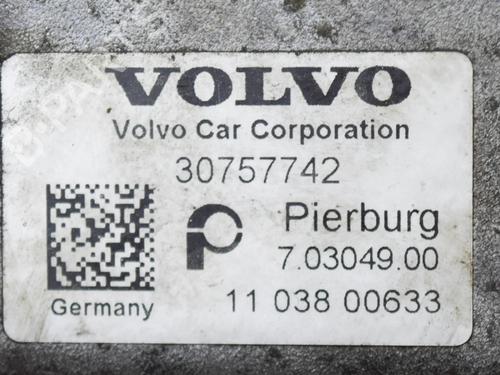 VOLVO
Volvo Car Corporation
30757742
Pierburg
7.03049.00
Germany
11 038 00633